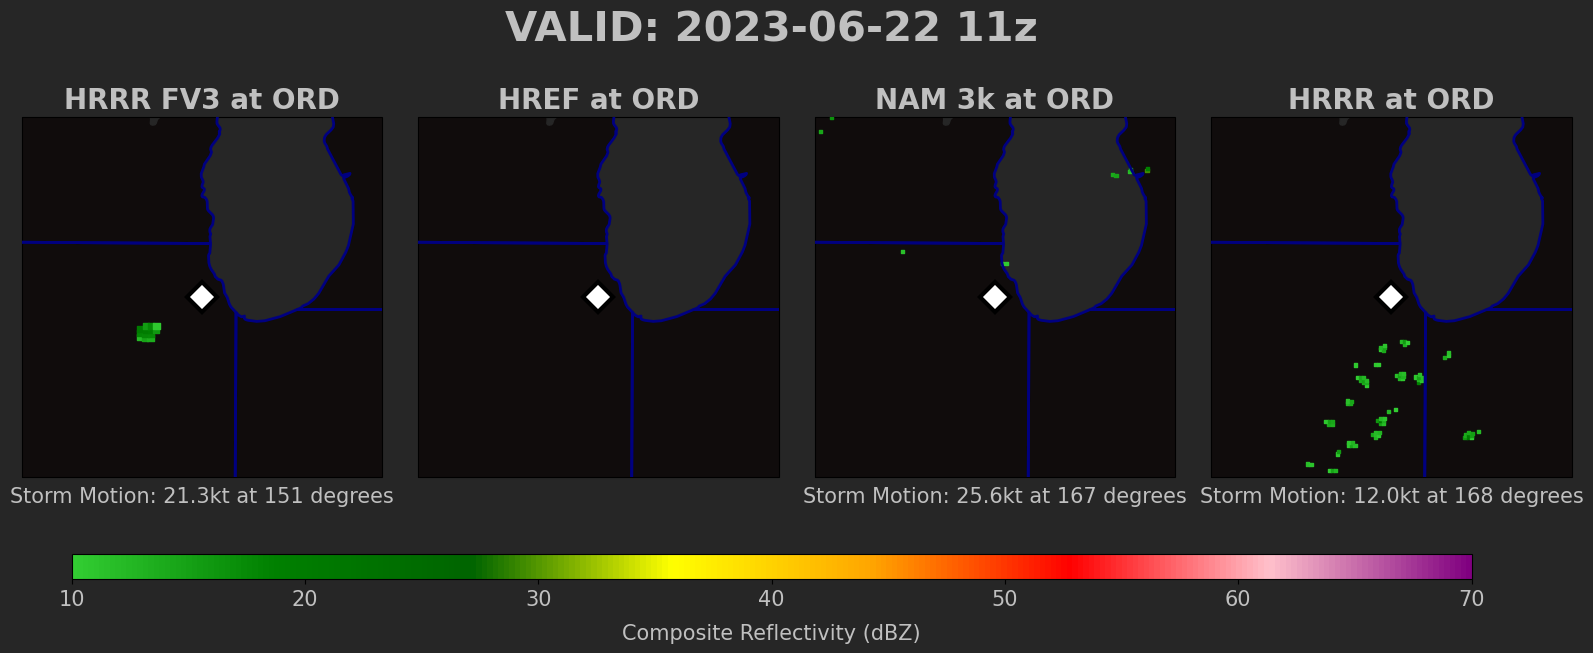 VALID: 2023-06-22 11z
HRRR FV3 at ORD
HREF at ORD
NAM 3k at ORD
HRRR at ORD
Storm Motion: 21.3kt at 151 degrees
Storm Motion: 25.6kt at 167 degrees
Storm Motion: 12.0kt at 168 degrees
10 20 30 40 50 60 70
Composite Reflectivity (dBZ)